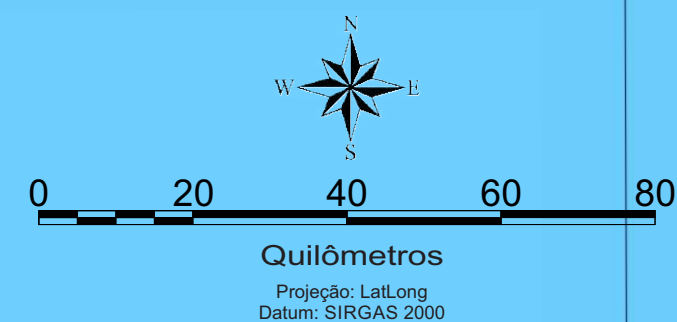 N
W E
S
0 20 40 60 80
Quilômetros
Projeção: LatLong
Datum: SIRGAS 2000